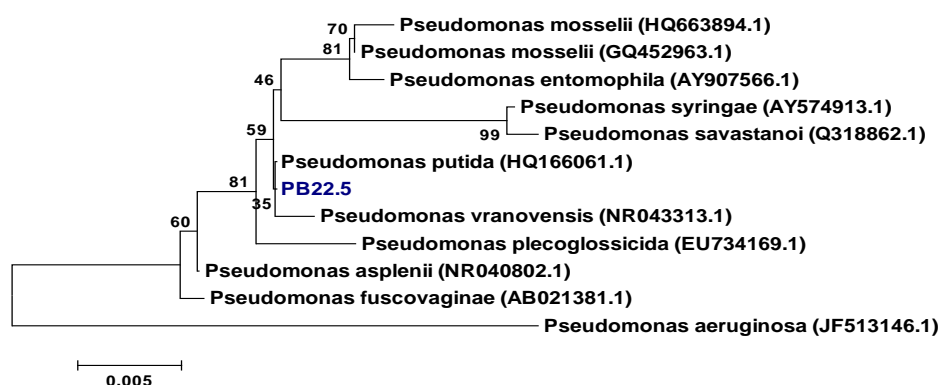 Pseudomonas mosselii (HQ663894.1)
70
Pseudomonas mosselii (GQ452963.1)
81
Pseudomonas entomophila (AY907566.1)
46
Pseudomonas syringae (AY574913.1)
99
Pseudomonas savastanoi (Q318862.1)
59
Pseudomonas putida (HQ166061.1)
81
PB22.5
35
Pseudomonas vranovensis (NR043313.1)
60
Pseudomonas plecoglossicida (EU734169.1)
Pseudomonas asplenii (NR040802.1)
Pseudomonas fuscovaginae (AB021381.1)
Pseudomonas aeruginosa (JF513146.1)
0.005